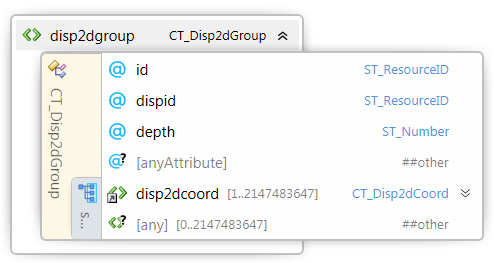 disp2dgroup CT_Disp2dGroup
CT_Disp2dGroup
@ id ST_ResourceID
@ dispid ST_ResourceID
@ depth ST_Number
@? [anyAttribute] ##other
disp2dcoord [1..2147483647] CT_Disp2dCoord
S...
[any] [0..2147483647] ##other